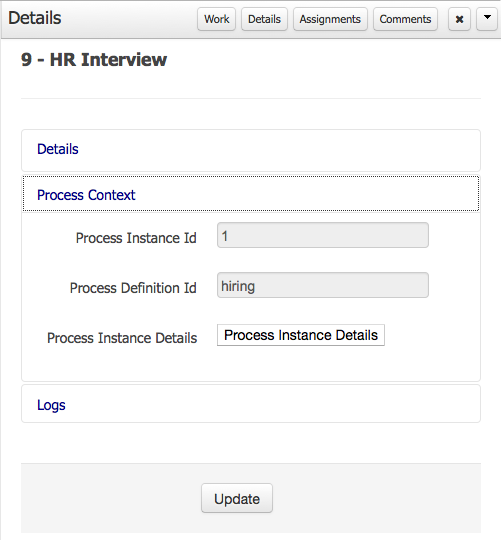 Details Work Details Assignments Comments ✖
9 - HR Interview
Details
Process Context
Process Instance Id 1
Process Definition Id hiring
Process Instance Details Process Instance Details
Logs
Update